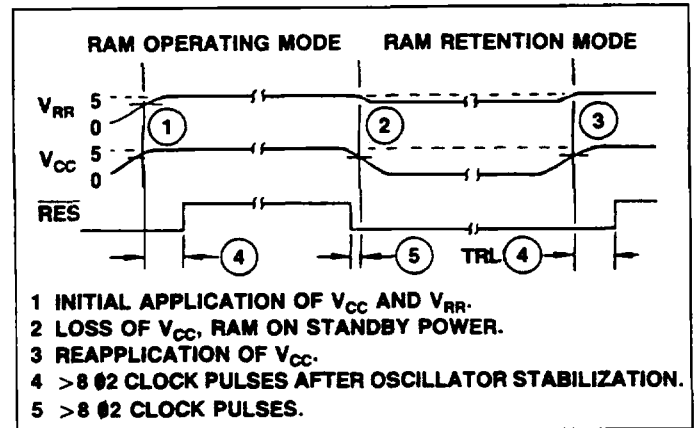 RAM OPERATING MODE RAM RETENTION MODE
V_RR 5
0
1 2 3
V_CC 5
0
RES
4 5 TRL 4
1 INITIAL APPLICATION OF V_CC AND V_RR.
2 LOSS OF V_CC, RAM ON STANDBY POWER.
3 REAPPLICATION OF V_CC.
4 >8 Ø2 CLOCK PULSES AFTER OSCILLATOR STABILIZATION.
5 >8 Ø2 CLOCK PULSES.